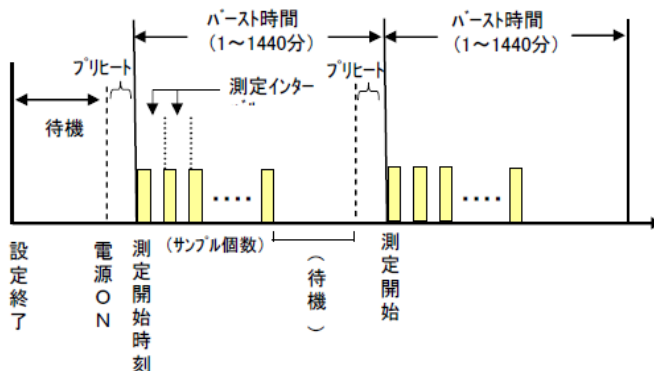 ﾊﾞｰｽﾄ時間
（1～1440分）
ﾊﾞｰｽﾄ時間
（1～1440分）
ﾌﾟﾘﾋｰﾄ
測定インター
ﾌﾟﾘﾋｰﾄ
待機
････
････
設定終了
電源ＯＮ
測定開始時刻
（ｻﾝﾌﾟﾙ個数）
（待機）
測定開始